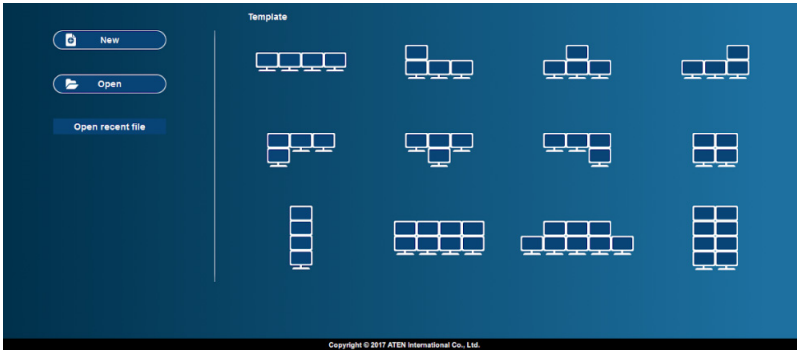 Template
New
Open
Open recent file
Copyright © 2017 ATEN International Co., Ltd.